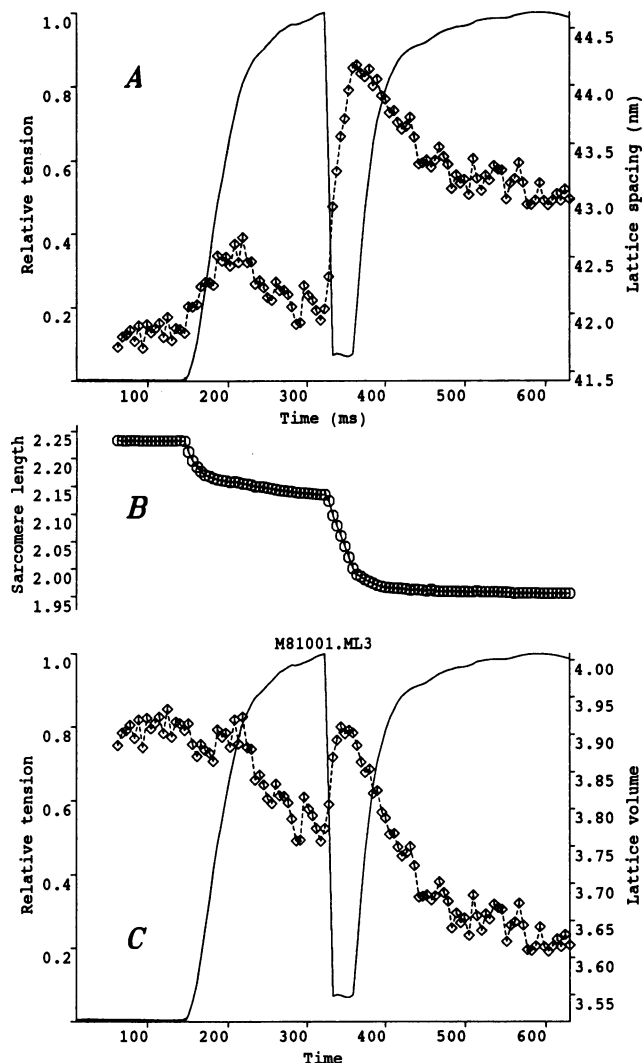 A
Relative tension
1.0
0.8
0.6
0.4
0.2
44.5
44.0
43.5
43.0
42.5
42.0
41.5
Lattice spacing (nm)
100 200 300 400 500 600
Time (ms)
B
Sarcomere length
2.25
2.25
2.15
2.10
2.05
2.00
1.95
M81001.ML3
C
Relative tension
1.0
0.8
0.6
0.4
0.2
4.00
3.95
3.90
3.85
3.80
3.75
3.70
3.65
3.60
3.55
Lattice volume
100 200 300 400 500 600
Time